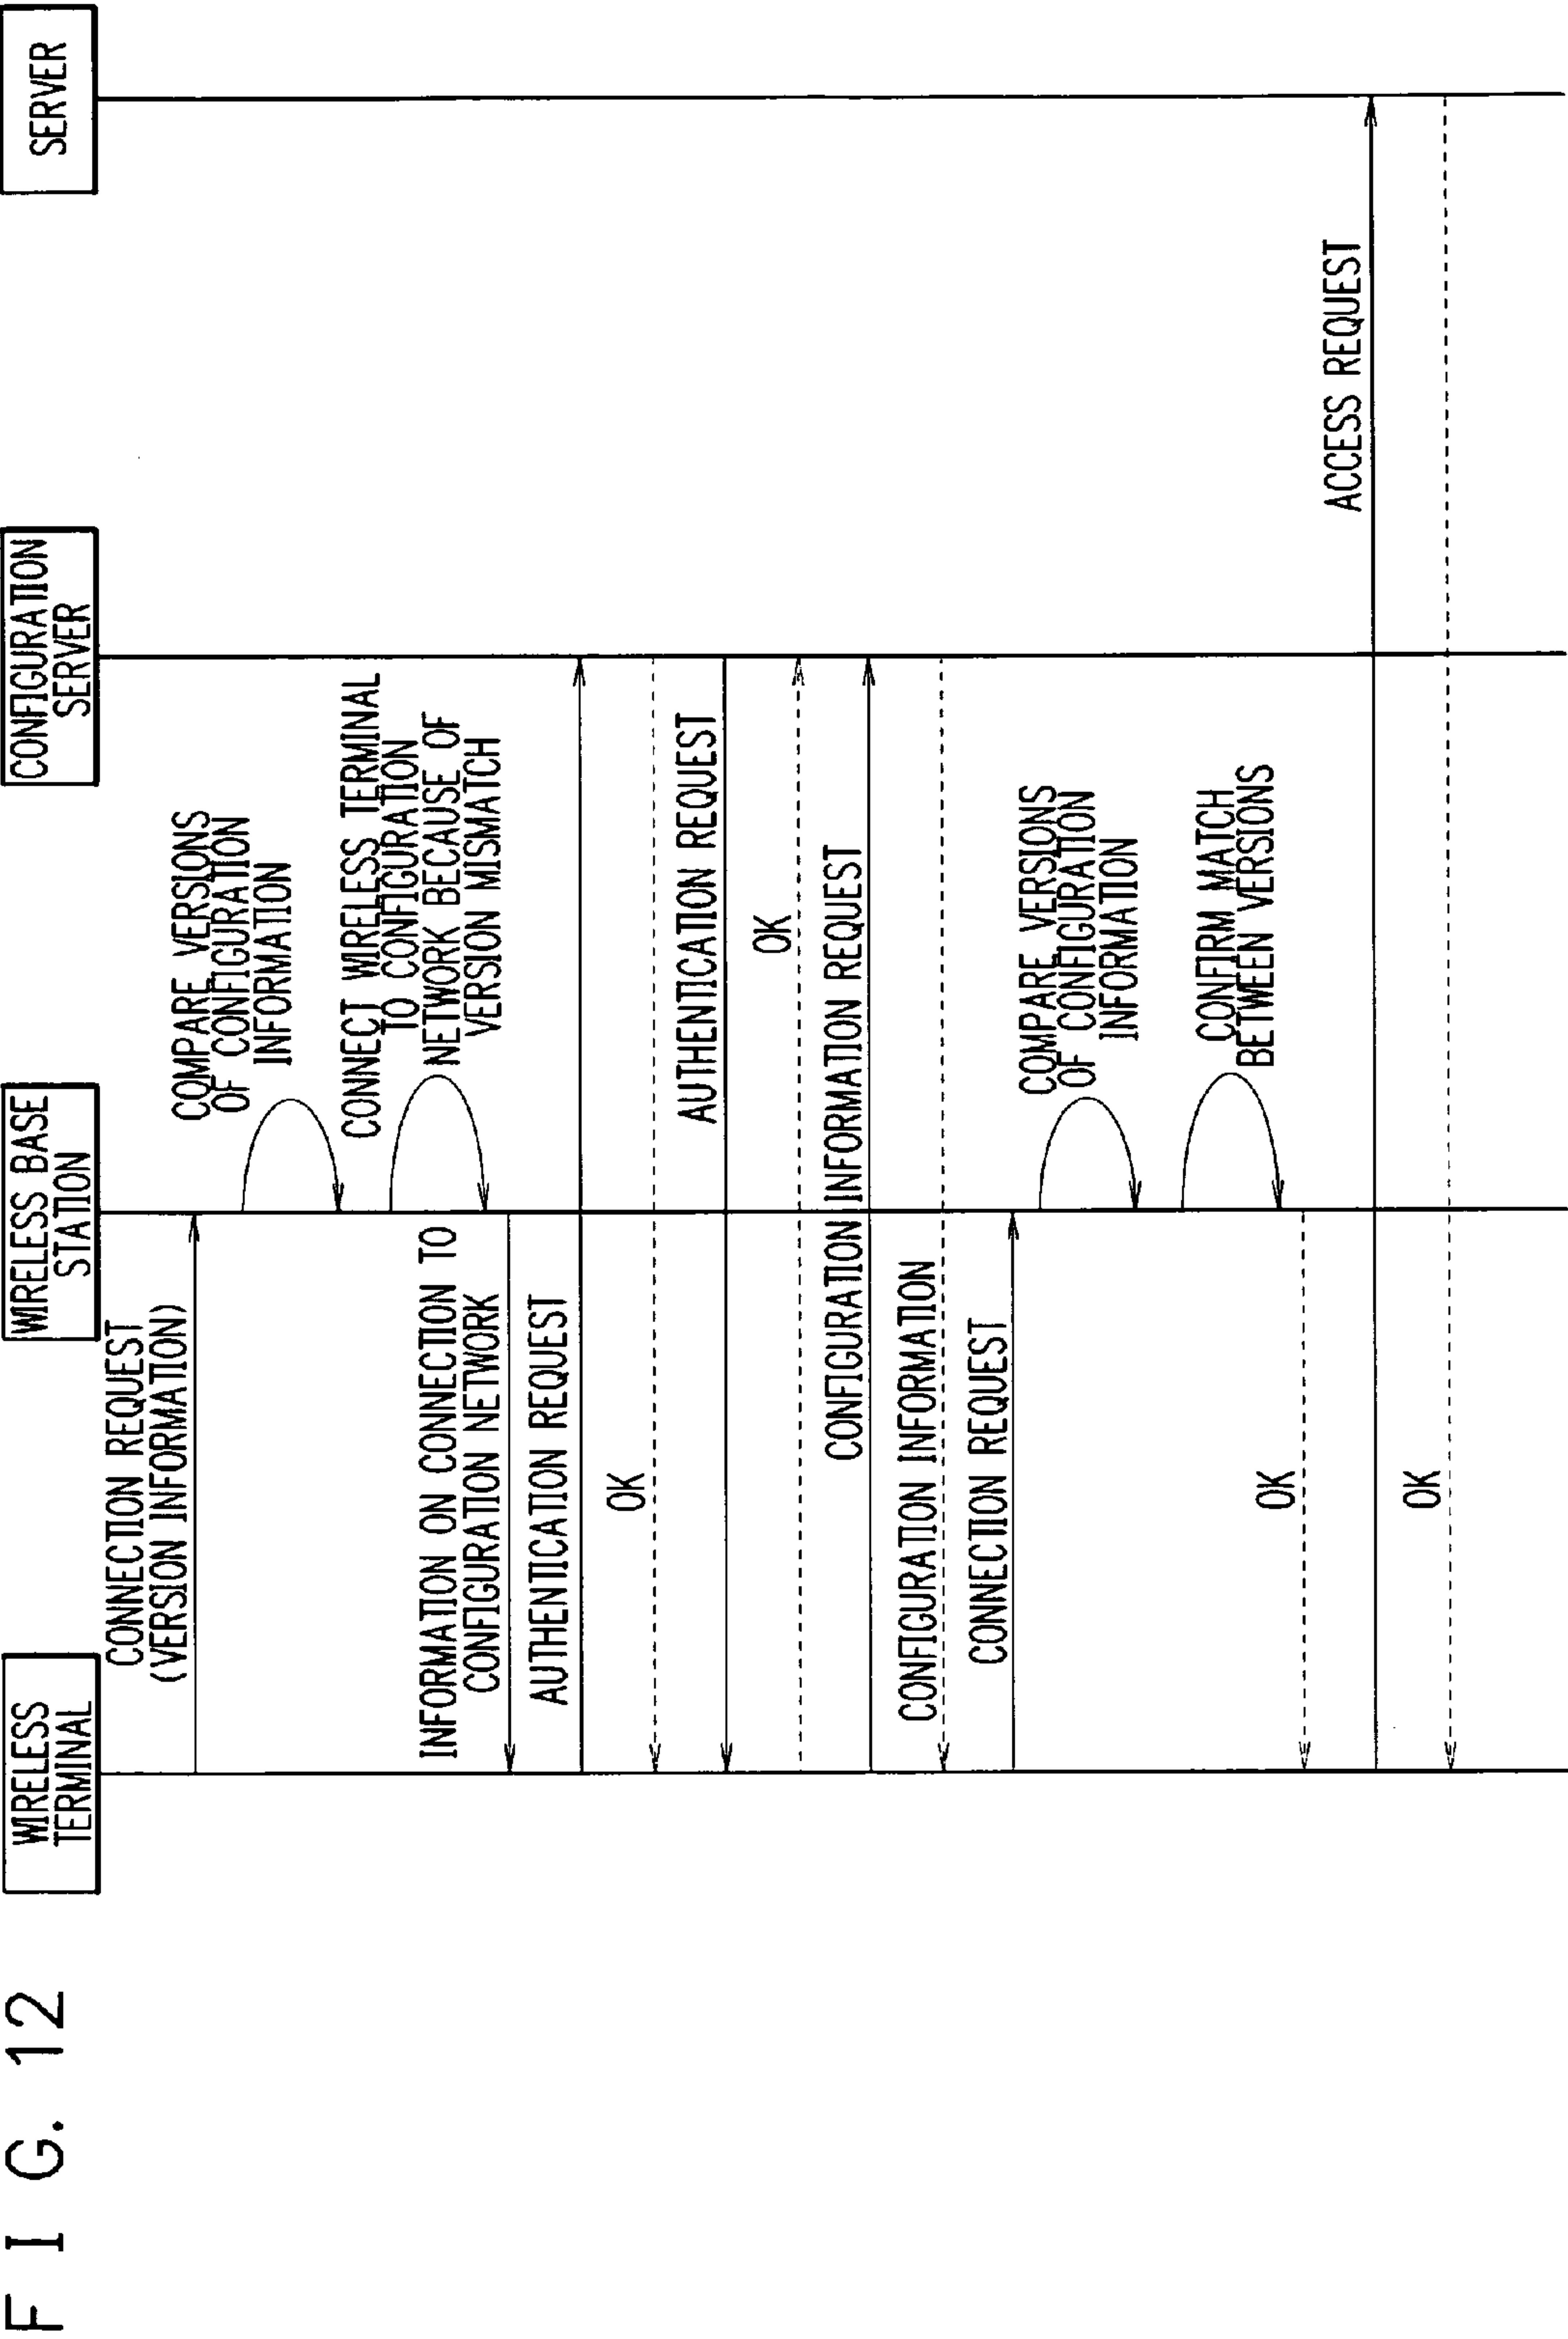 F I G. 12
WIRELESS
TERMINAL
WIRELESS BASE
STATION
CONFIGURATION
SERVER
SERVER
CONNECTION REQUEST
(VERSION INFORMATION)
COMPARE VERSIONS
OF CONFIGURATION
INFORMATION
CONNECT WIRELESS TERMINAL
TO CONFIGURATION
NETWORK BECAUSE OF
VERSION MISMATCH
INFORMATION ON CONNECTION TO
CONFIGURATION NETWORK
AUTHENTICATION REQUEST
OK
AUTHENTICATION REQUEST
OK
CONFIGURATION INFORMATION REQUEST
CONFIGURATION INFORMATION
CONNECTION REQUEST
COMPARE VERSIONS
OF CONFIGURATION
INFORMATION
CONFIRM MATCH
BETWEEN VERSIONS
OK
ACCESS REQUEST
OK